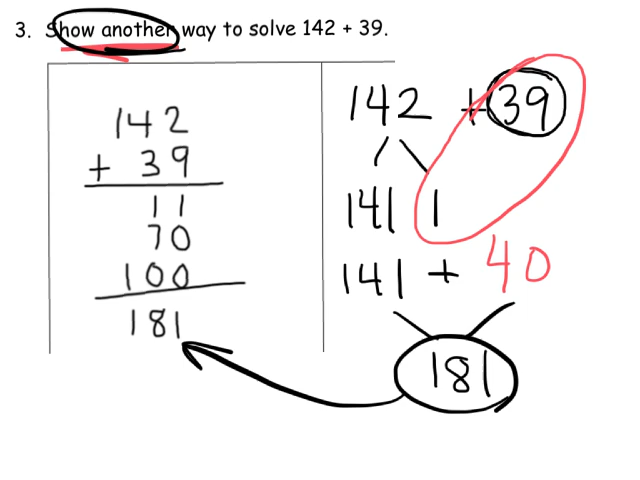 3. Show another way to solve 142 + 39.
142
+ 39
11
70
100
181
142 + 39
141 1
141 + 40
181